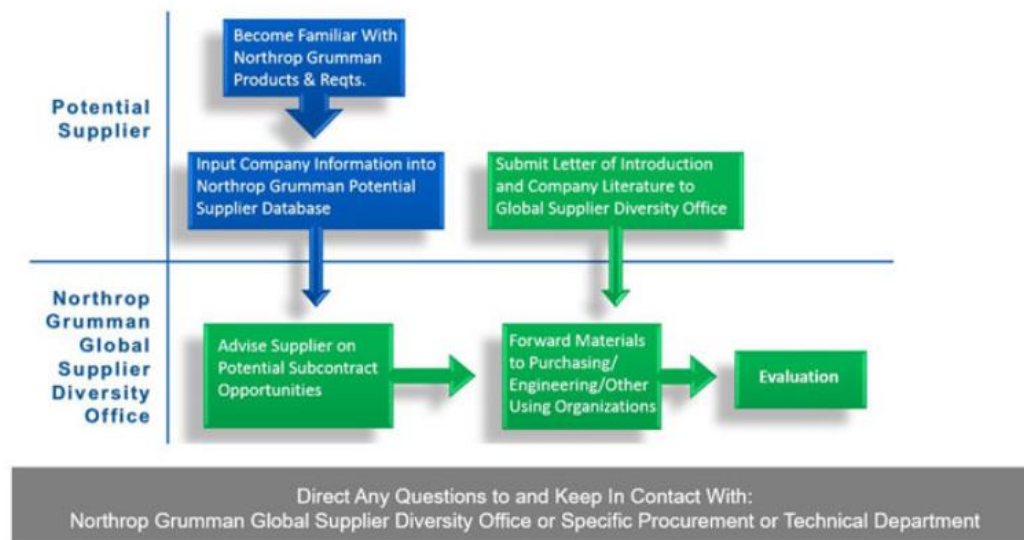 Become Familiar With
Northrop Grumman
Products & Reqts.
Potential
Supplier
Input Company Information into
Northrop Grumman Potential
Supplier Database
Submit Letter of Introduction
and Company Literature to
Global Supplier Diversity Office
Northrop
Grumman
Global
Supplier
Diversity
Office
Advise Supplier on
Potential Subcontract
Opportunities
Forward Materials
to Purchasing/
Engineering/Other
Using Organizations
Evaluation
Direct Any Questions to and Keep In Contact With:
Northrop Grumman Global Supplier Diversity Office or Specific Procurement or Technical Department